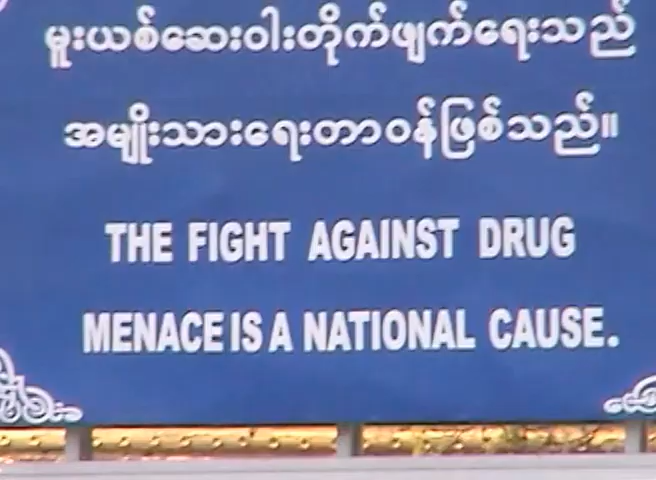 မူးယစ်ဆေးဝါးတိုက်ဖျက်ရေးသည်
အမျိုးသားရေးတာဝန်ဖြစ်သည်။
THE FIGHT AGAINST DRUG
MENACE IS A NATIONAL CAUSE.